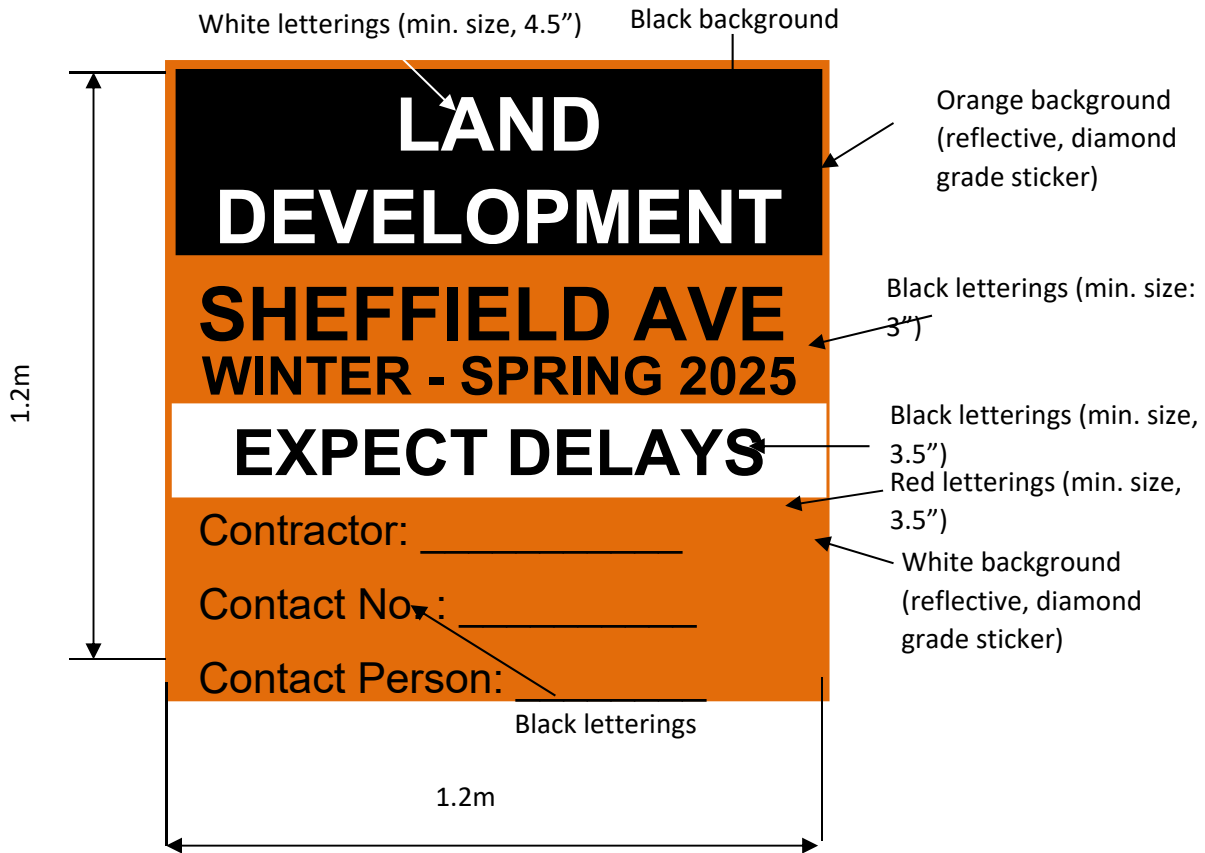 White letterings (min. size, 4.5”)
Black background
LAND
DEVELOPMENT
Orange background
(reflective, diamond
grade sticker)
SHEFFIELD AVE
WINTER - SPRING 2025
Black letterings (min. size:
3”)
1.2m
EXPECT DELAYS
Black letterings (min. size,
3.5”)
Red letterings (min. size,
3.5”)
Contractor: ___________
White background
(reflective, diamond
grade sticker)
Contact No. : __________
Contact Person: ________
Black letterings
1.2m